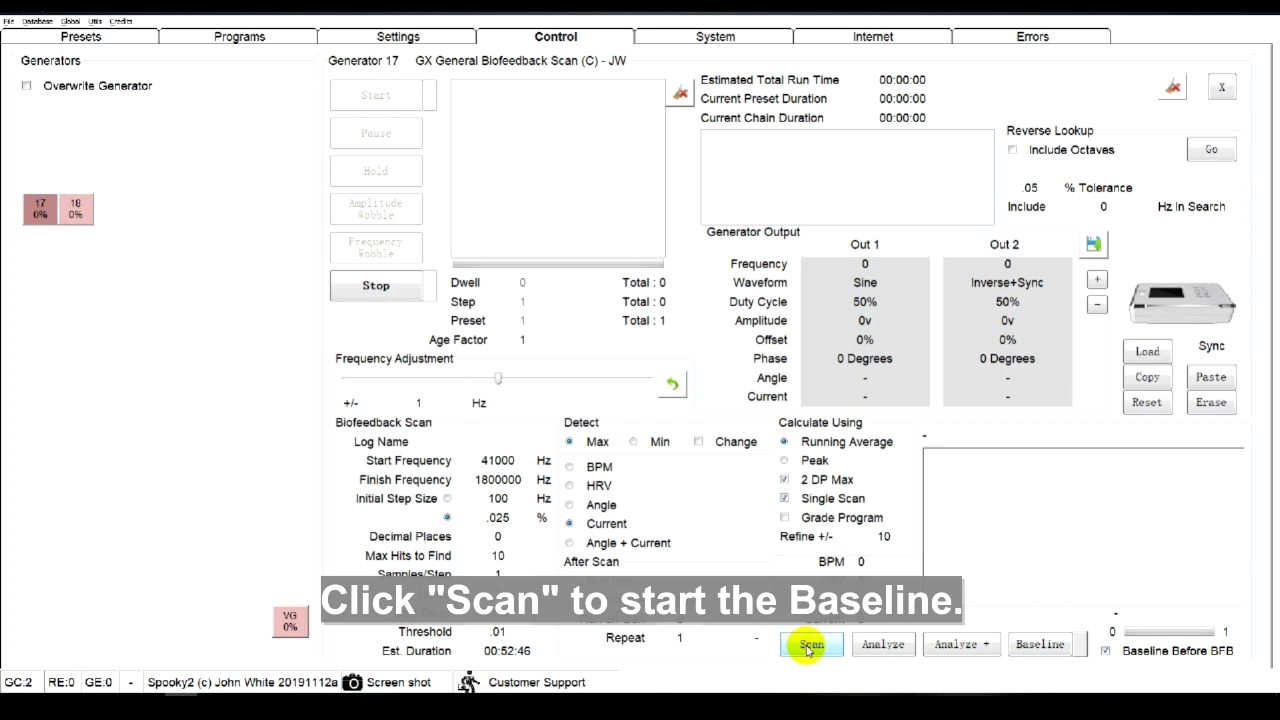 File Database Global Utils Credits
Presets Programs Settings Control System Internet Errors
Generators
Overwrite Generator
17 0%
18 0%
VG 0%
Generator 17 GX General Biofeedback Scan (C) - JW
Start
Pause
Hold
Amplitude Wobble
Frequency Wobble
Stop
Dwell 0 Total : 0
Step 1 Total : 0
Preset 1 Total : 1
Age Factor 1
Frequency Adjustment
+/- 1 Hz
Estimated Total Run Time 00:00:00
Current Preset Duration 00:00:00
Current Chain Duration 00:00:00
X
Reverse Lookup
Include Octaves Go
.05 % Tolerance
Include 0 Hz In Search
Generator Output
Out 1 Out 2
Frequency 0 0
Waveform Sine Inverse+Sync
Duty Cycle 50% 50%
Amplitude 0v 0v
Offset 0% 0%
Phase 0 Degrees 0 Degrees
Angle - -
Current - -
+
-
Load Sync
Copy Paste
Reset Erase
Biofeedback Scan
Log Name
Start Frequency 41000 Hz
Finish Frequency 1800000 Hz
Initial Step Size 100 Hz
.025 %
Decimal Places 0
Max Hits to Find 10
Samples/Step 1
Threshold .01
Est. Duration 00:52:46
Detect
Max Min Change
BPM
HRV
Angle
Current
Angle + Current
After Scan
Repeat 1 -
Calculate Using
Running Average
Peak
2 DP Max
Single Scan
Grade Program
Refine +/- 10
BPM 0
-
Click "Scan" to start the Baseline.
Scan Analyze Analyze + Baseline
-
0 1
Baseline Before BFB
GC:2 RE:0 GE:0 - Spooky2 (c) John White 20191112a Screen shot Customer Support